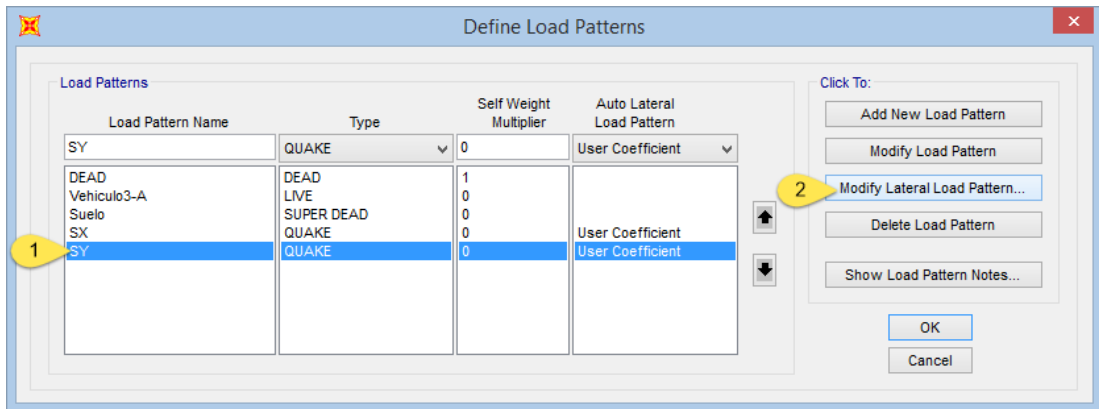 Define Load Patterns
Load Patterns
Load Pattern Name
Type
Self Weight
Multiplier
Auto Lateral
Load Pattern
SY QUAKE 0 User Coefficient
DEAD DEAD 1
Vehiculo3-A LIVE 0
Suelo SUPER DEAD 0
SX QUAKE 0 User Coefficient
1 SY QUAKE 0 User Coefficient
Click To:
Add New Load Pattern
Modify Load Pattern
2 Modify Lateral Load Pattern...
Delete Load Pattern
Show Load Pattern Notes...
OK
Cancel